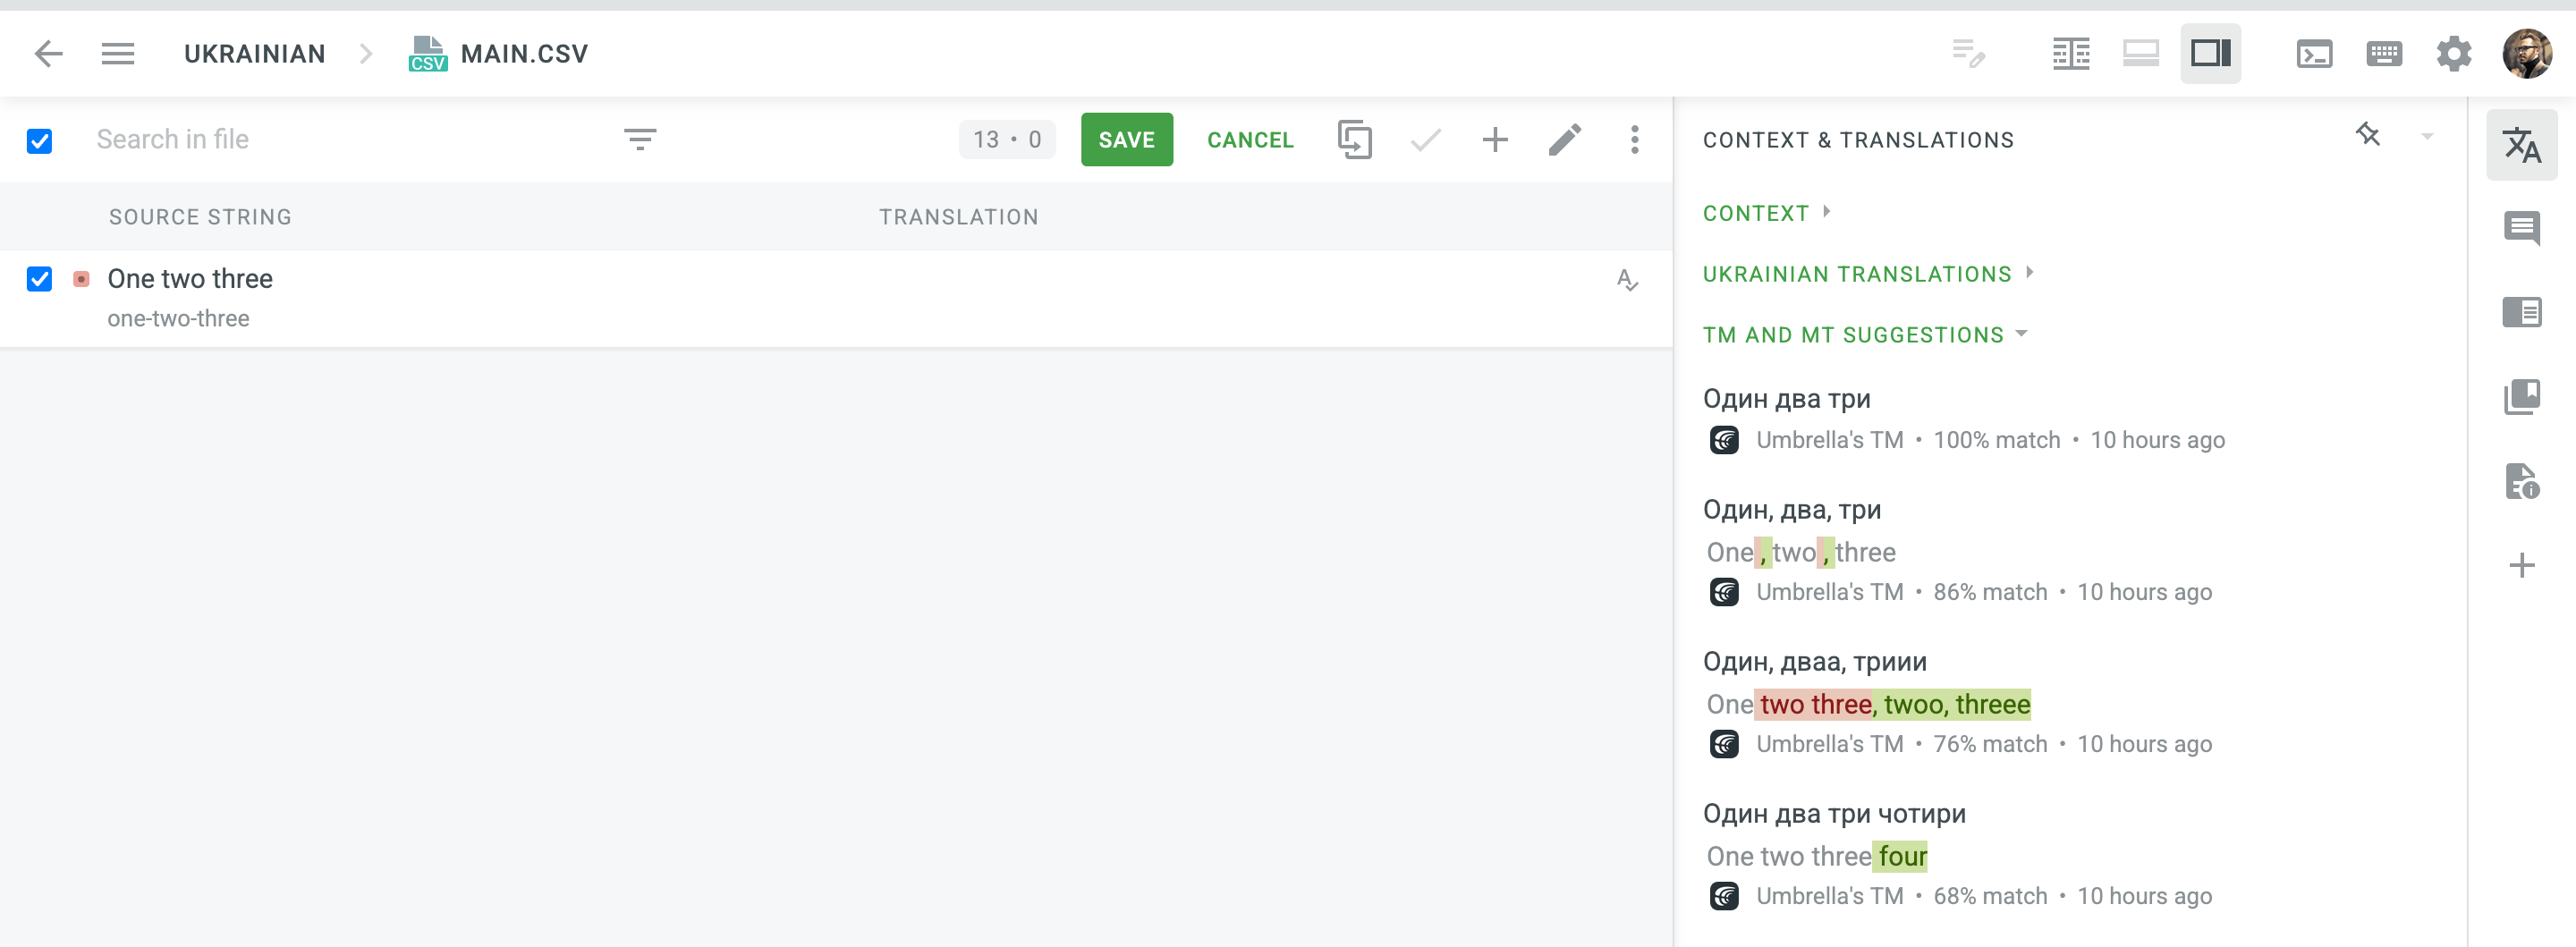 UKRAINIAN
CSV
MAIN.CSV
Search in file
13 • 0
SAVE
CANCEL
SOURCE STRING
TRANSLATION
One two three
one-two-three
CONTEXT & TRANSLATIONS
CONTEXT
UKRAINIAN TRANSLATIONS
TM AND MT SUGGESTIONS
Один два три
Umbrella's TM • 100% match • 10 hours ago
Один, два, три
One , two , three
Umbrella's TM • 86% match • 10 hours ago
Один, дваа, триии
One two three, twoo, threee
Umbrella's TM • 76% match • 10 hours ago
Один два три чотири
One two three four
Umbrella's TM • 68% match • 10 hours ago